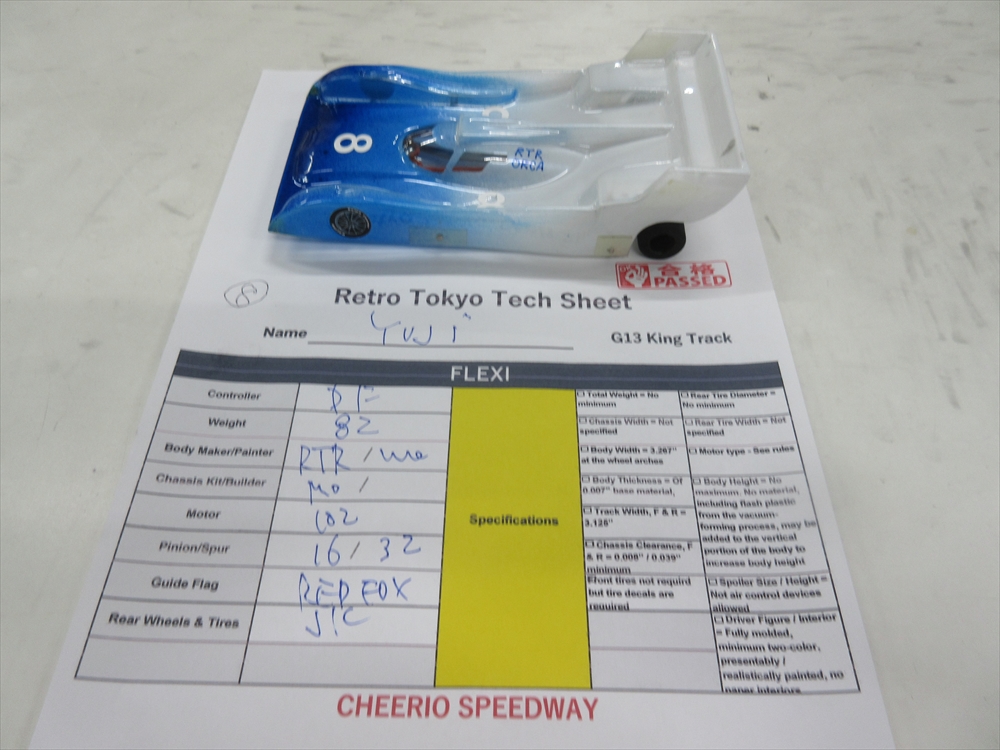 8
RTR
ORCA
合格
PASSED
8
Retro Tokyo Tech Sheet
Name YUJI
G13 King Track
FLEXI
Controller DF
Weight 82
Body Maker/Painter RTR / me
Chassis Kit/Builder Mo /
Motor 102
Pinion/Spur 16 / 32
Guide Flag RED FOX
Rear Wheels & Tires JIC
Specifications
☐ Total Weight = No
minimum
☐ Chassis Width = Not
specified
☐ Body Width = 3.267"
at the wheel arches
☐ Body Thickness = Of
0.007" base material,
☐ Track Width, F & R =
3.125"
☐ Chassis Clearance, F
& R = 0.008" / 0.039"
minimum
Front tires not requird
but tire decals are
required
☐ Rear Tire Diameter =
No minimum
☐ Rear Tire Width = Not
specified
☐ Motor type - See rules
☐ Body Height = No
maximum. No material,
including flash plastic
from the vacuum-
forming process, may be
added to the vertical
portion of the body to
increase body height
☐ Spoiler Size / Height =
Not air control devices
allowed
☐ Driver Figure / Interior
= Fully molded,
minimum two-color,
presentably /
realistically painted, no
paper interiors
CHEERIO SPEEDWAY